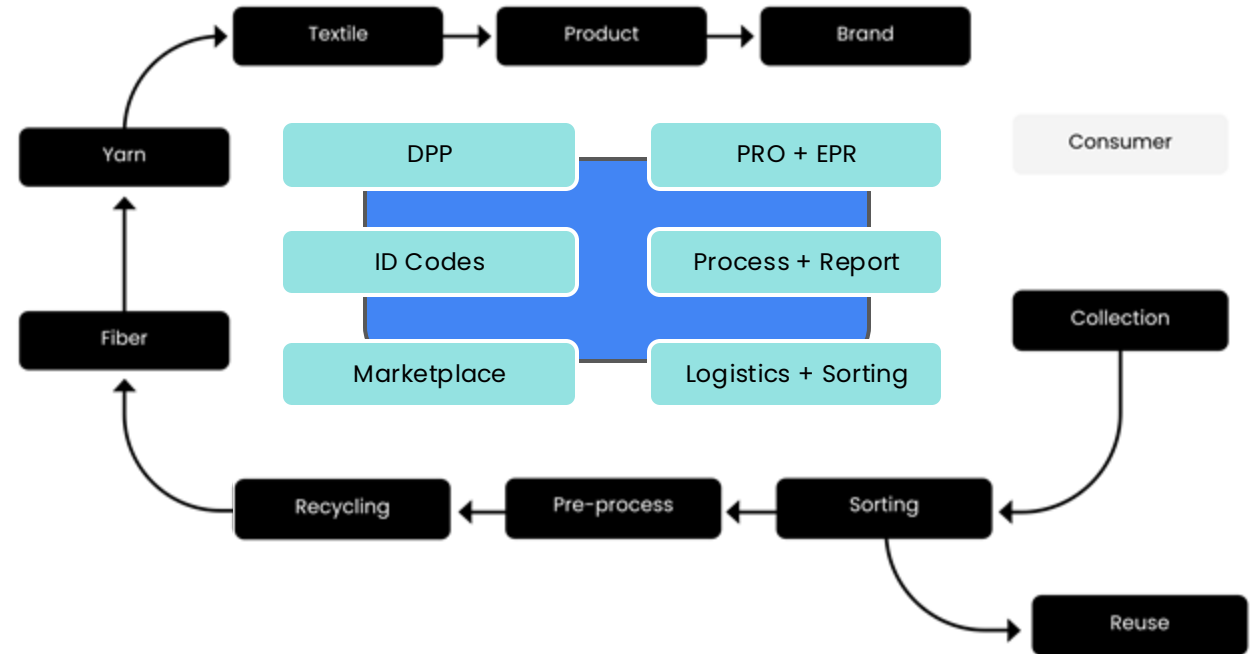 Textile
Product
Brand
Yarn
DPP
PRO + EPR
Consumer
ID Codes
Process + Report
Collection
Fiber
Marketplace
Logistics + Sorting
Recycling
Pre-process
Sorting
Reuse